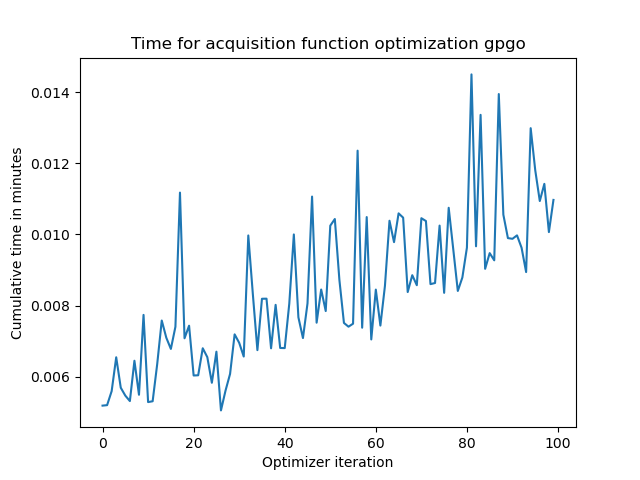 Time for acquisition function optimization gpgo
Cumulative time in minutes
0.014
0.012
0.010
0.008
0.006
0 20 40 60 80 100
Optimizer iteration